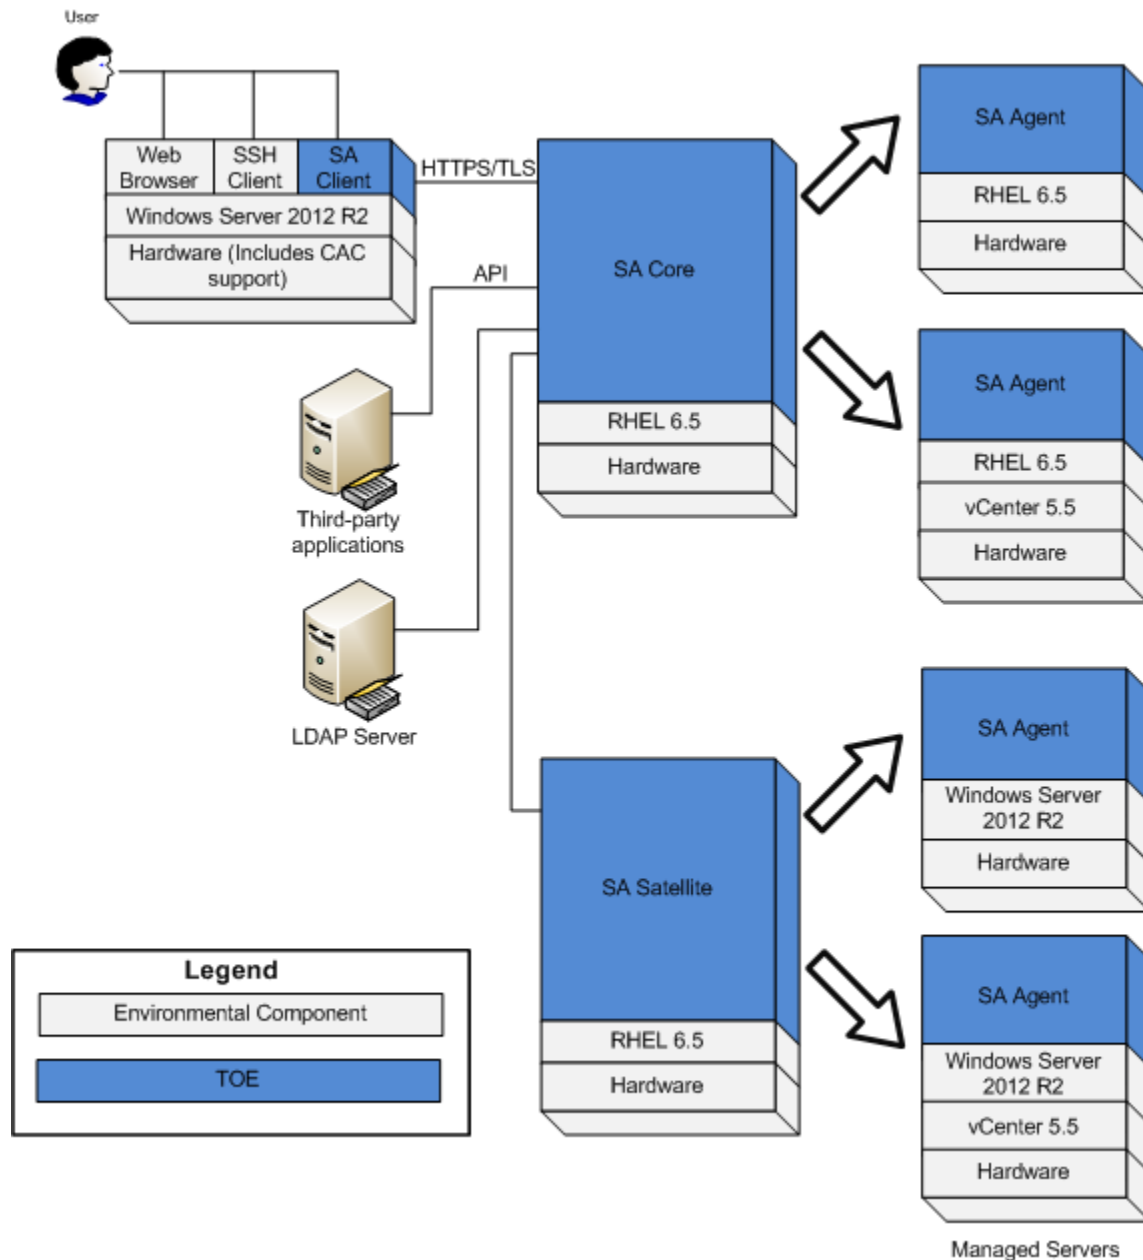 User
Web
Browser
SSH
Client
SA
Client
Windows Server 2012 R2
Hardware (Includes CAC
support)
HTTPS/TLS
API
Third-party
applications
LDAP Server
SA Core
RHEL 6.5
Hardware
SA Agent
RHEL 6.5
Hardware
SA Agent
RHEL 6.5
vCenter 5.5
Hardware
SA Satellite
RHEL 6.5
Hardware
SA Agent
Windows Server
2012 R2
Hardware
SA Agent
Windows Server
2012 R2
vCenter 5.5
Hardware
Managed Servers
Legend
Environmental Component
TOE